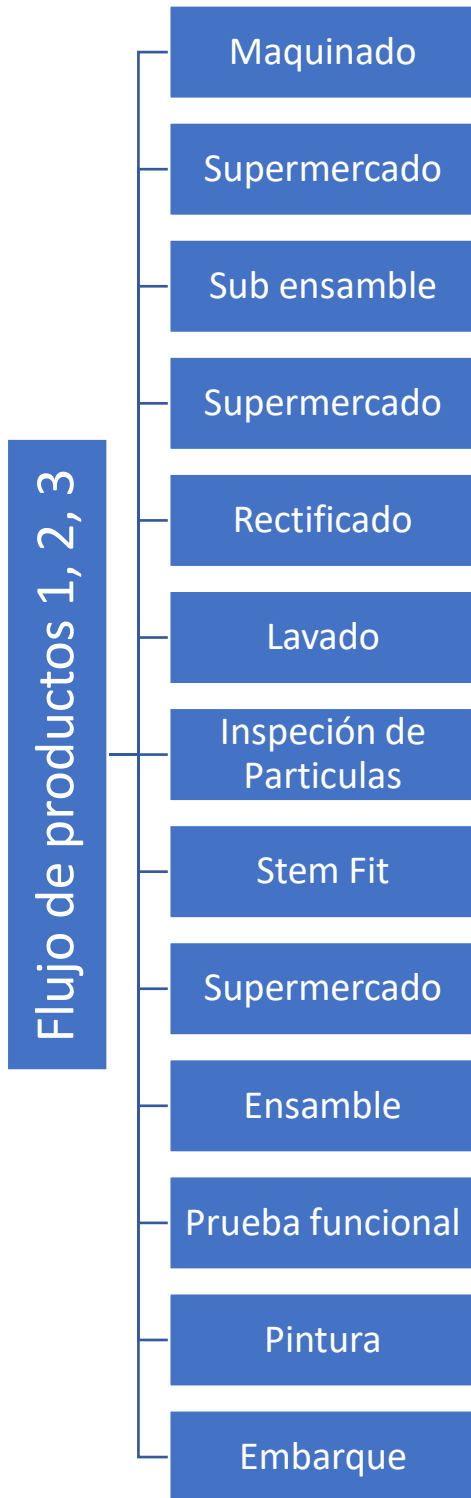 Flujo de productos 1, 2, 3
Maquinado
Supermercado
Sub ensamble
Supermercado
Rectificado
Lavado
Inspeción de
Particulas
Stem Fit
Supermercado
Ensamble
Prueba funcional
Pintura
Embarque